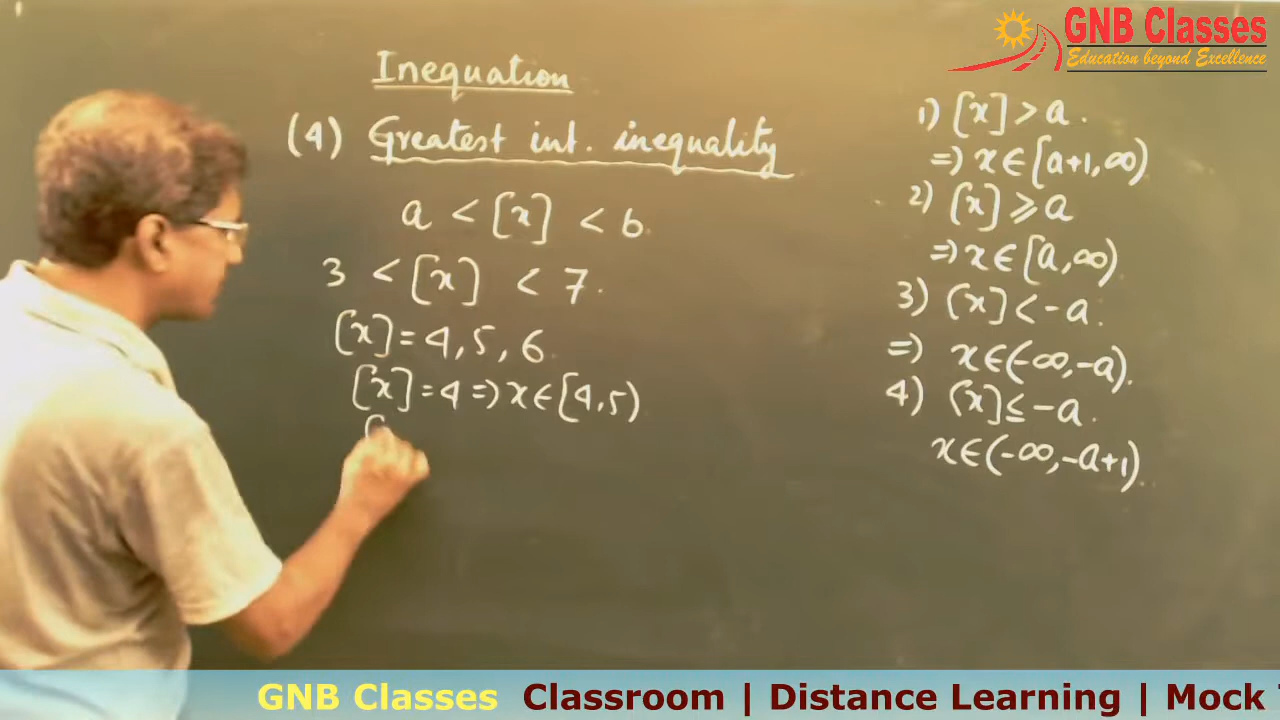 GNB Classes
Education beyond Excellence
Inequation
(4) Greatest int. inequality
a < [x] < b.
3 < [x] < 7.
[x] = 4, 5, 6.
[x] = 4 => x ∈ [4, 5)
[
1) [x] > a.
=) x ∈ [a+1, ∞)
2) [x] ⩾ a
=) x ∈ [a, ∞).
3) [x] < -a.
=) x ∈ (-∞, -a).
4) [x] ≤ -a.
x ∈ (-∞, -a+1).
GNB Classes Classroom | Distance Learning | Mock